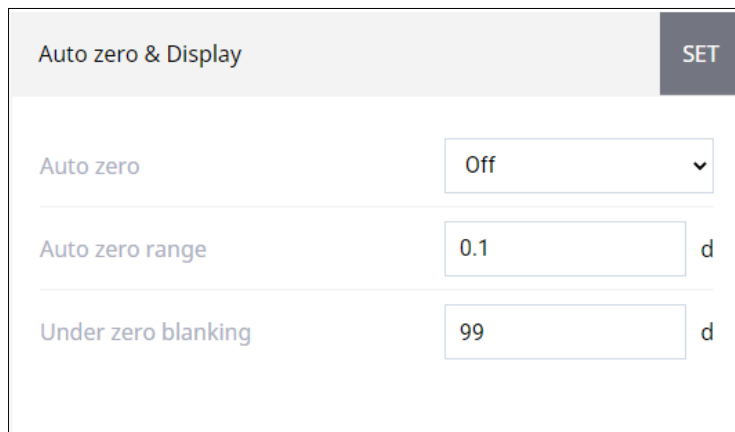 Auto zero & Display SET
Auto zero Off
Auto zero range 0.1 d
Under zero blanking 99 d